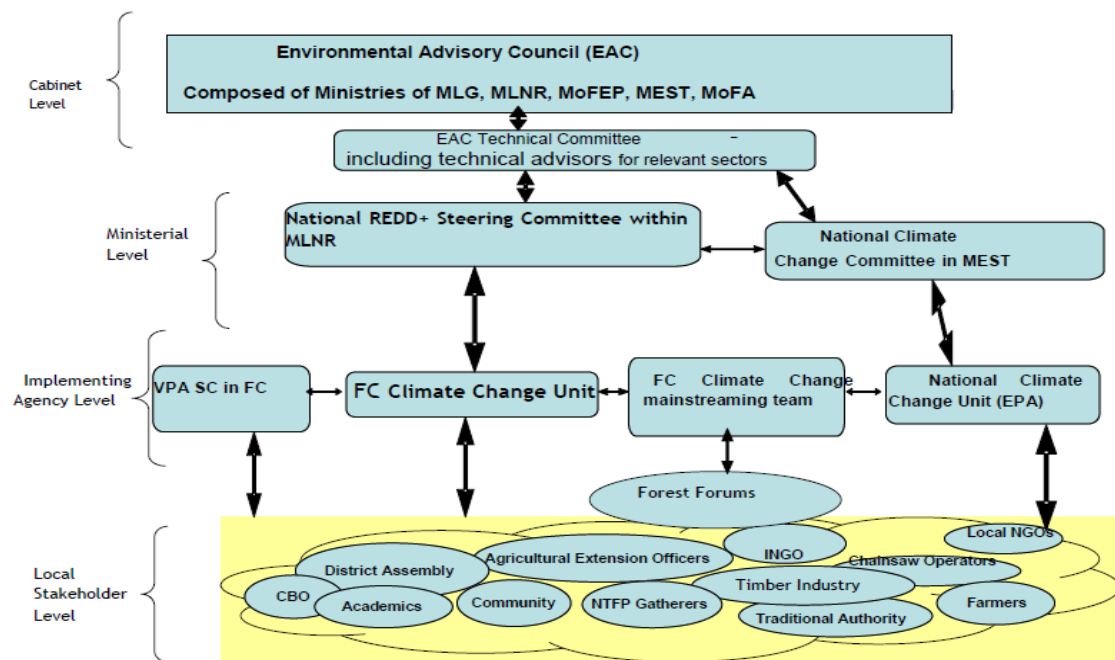 Cabinet
Level
Environmental Advisory Council (EAC)
Composed of Ministries of MLG, MLNR, MoFEP, MEST, MoFA
EAC Technical Committee –
including technical advisors for relevant sectors
Ministerial
Level
National REDD+ Steering Committee within
MLNR
National Climate
Change Committee in MEST
Implementing
Agency Level
VPA SC in FC
FC Climate Change Unit
FC Climate Change
mainstreaming team
National Climate
Change Unit (EPA)
Forest Forums
Local
Stakeholder
Level
Local NGOs
INGO
Agricultural Extension Officers
Chainsaw Operators
District Assembly
Timber Industry
CBO
Academics
Community
NTFP Gatherers
Traditional Authority
Farmers